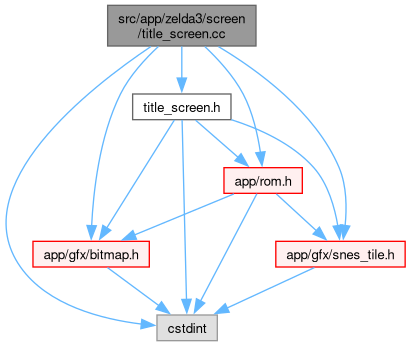 src/app/zelda3/screen
/title_screen.cc
title_screen.h
app/rom.h
app/gfx/bitmap.h
app/gfx/snes_tile.h
cstdint